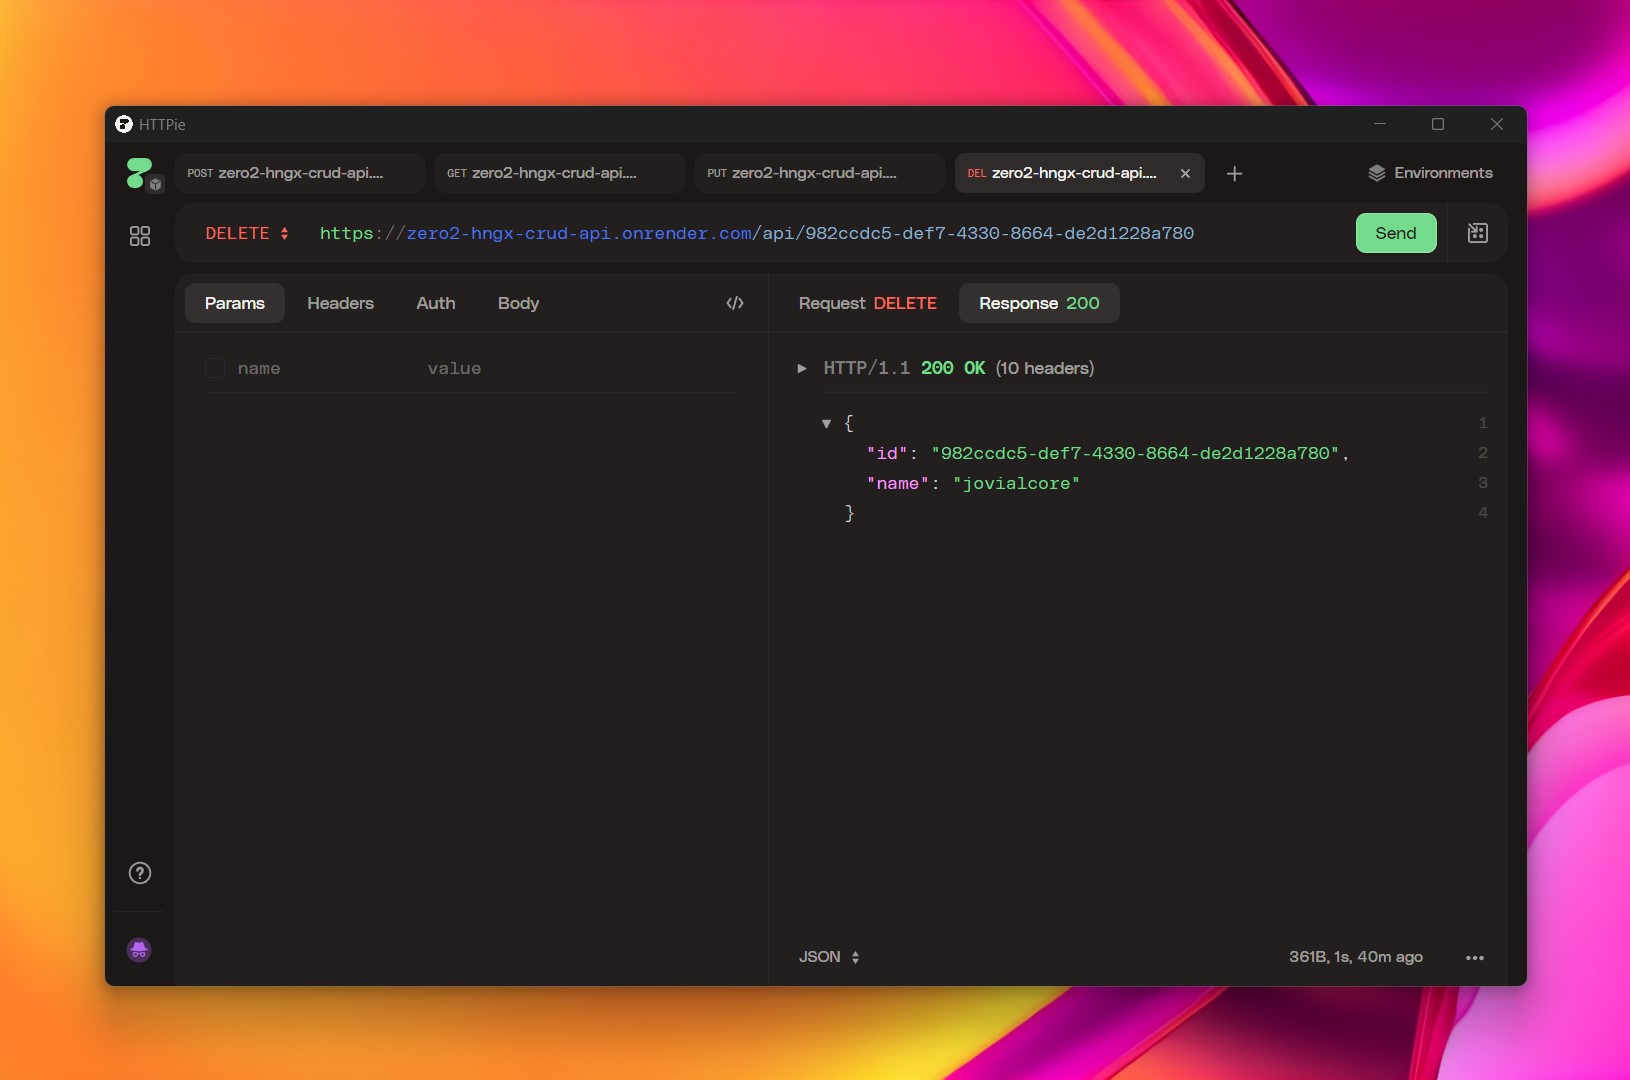 HTTPie
POST zero2-hngx-crud-api....
GET zero2-hngx-crud-api....
PUT zero2-hngx-crud-api....
DEL zero2-hngx-crud-api....
Environments
DELETE https://zero2-hngx-crud-api.onrender.com/api/982ccdc5-def7-4330-8664-de2d1228a780
Send
Params Headers Auth Body </>
name value
Request DELETE Response 200
HTTP/1.1 200 OK (10 headers)
{ 1
"id": "982ccdc5-def7-4330-8664-de2d1228a780", 2
"name": "jovialcore" 3
} 4
JSON
361B, 1s, 40m ago